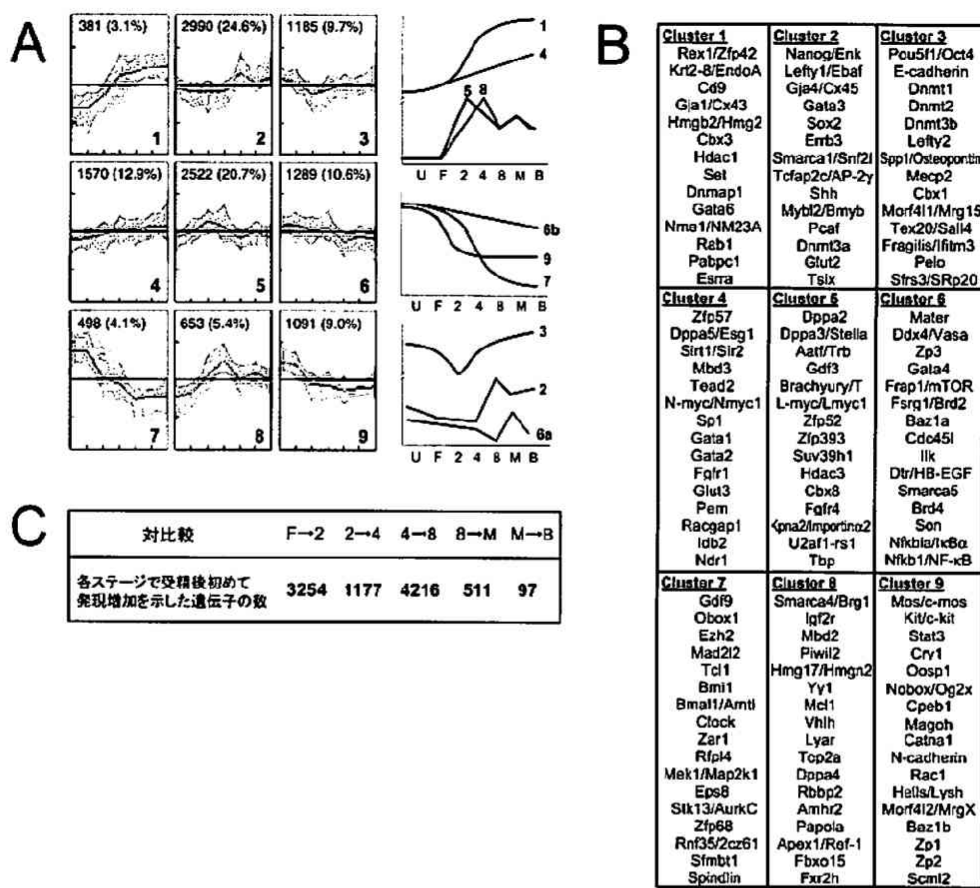 A
381 (3.1%)
2990 (24.6%)
1185 (9.7%)
1
2
3
1570 (12.9%)
2522 (20.7%)
1289 (10.6%)
4
5
6
498 (4.1%)
653 (5.4%)
1091 (9.0%)
7
8
9
1
4
5 8
U F 2 4 8 M B
6b
9
7
U F 2 4 8 M B
3
2
6a
U F 2 4 8 M B
B
Cluster 1
Rex1/Zfp42
Krt2-8/EndoA
Cd9
Gja1/Cx43
Hmgb2/Hmg2
Cbx3
Hdac1
Set
Dnmap1
Gata6
Nme1/NM23A
Rab1
Pabpc1
Esrra
Cluster 2
Nanog/Enk
Lefty1/Ebaf
Gja4/Cx45
Gata3
Sox2
Errb3
Smarca1/Snf2l
Tcfap2c/AP-2γ
Shh
Mybl2/Bmyb
Pcaf
Dnmt3a
Glut2
Tsix
Cluster 3
Pou5f1/Oct4
E-cadherin
Dnmt1
Dnmt2
Dnmt3b
Lefty2
Spp1/Osteopontin
Mecp2
Cbx1
Morf4l1/Mrg15
Tex20/Sall4
Fragilis/Ifitm3
Pelo
Sfrs3/SRp20
Cluster 4
Zfp57
Dppa5/Esg1
Sirt1/Sir2
Mbd3
Tead2
N-myc/Nmyc1
Sp1
Gata1
Gata2
Fgfr1
Glut3
Pem
Racgap1
Idb2
Ndr1
Cluster 5
Dppa2
Dppa3/Stella
Aatf/Trb
Gdf3
Brachyury/T
L-myc/Lmyc1
Zfp52
Zfp393
Suv39h1
Hdac3
Cbx8
Fgfr4
Kpna2/Importinα2
U2af1-rs1
Tbp
Cluster 6
Mater
Ddx4/Vasa
Zp3
Gata4
Frap1/mTOR
Fsrg1/Brd2
Baz1a
Cdc45l
Ilk
Dtr/HB-EGF
Smarca5
Brd4
Son
Nfkbia/IκBα
Nfkb1/NF-κB
Cluster 7
Gdf9
Obox1
Ezh2
Mad2l2
Tcl1
Bmi1
Bmal1/Arntl
Clock
Zar1
Rfpl4
Mek1/Map2k1
Eps8
Stk13/AurkC
Zfp68
Rnf35/2cz61
Sfmbt1
Spindlin
Cluster 8
Smarca4/Brg1
Igf2r
Mbd2
Piwil2
Hmg17/Hmgn2
Yy1
Mcl1
Vhlh
Lyar
Top2a
Dppa4
Rbbp2
Amhr2
Papola
Apex1/Ref-1
Fbxo15
Fxr2h
Cluster 9
Mos/c-mos
Kit/c-kit
Stat3
Cry1
Oosp1
Nobox/Og2x
Cpeb1
Magoh
Catna1
N-cadherin
Rac1
Hells/Lysh
Morf4l2/MrgX
Baz1b
Zp1
Zp2
Scml2
C
対比較 F→2 2→4 4→8 8→M M→B
各ステージで受精後初めて
発現増加を示した遺伝子の数 3254 1177 4216 511 97